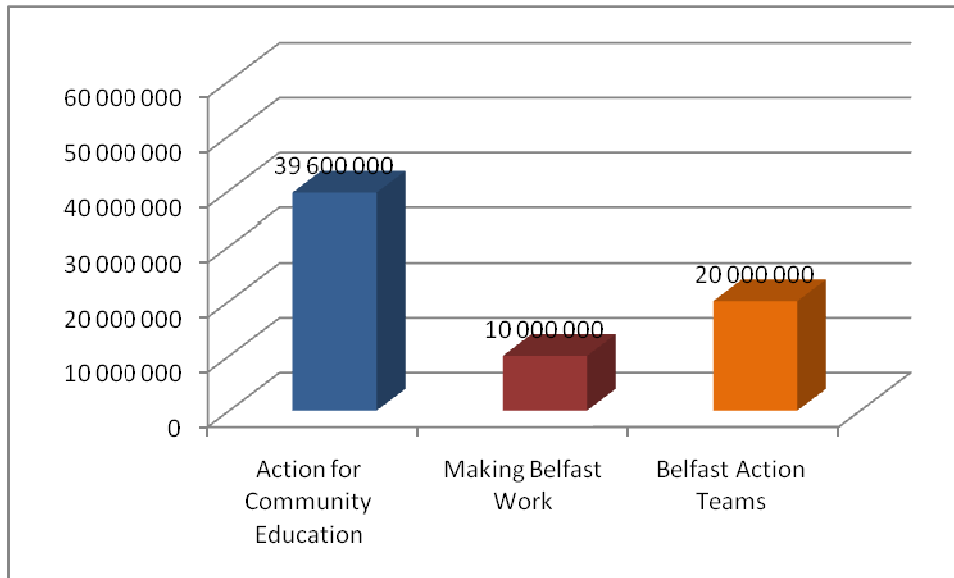 60 000 000
50 000 000
40 000 000
30 000 000
20 000 000
10 000 000
0
39 600 000
10 000 000
20 000 000
Action for
Community
Education
Making Belfast
Work
Belfast Action
Teams